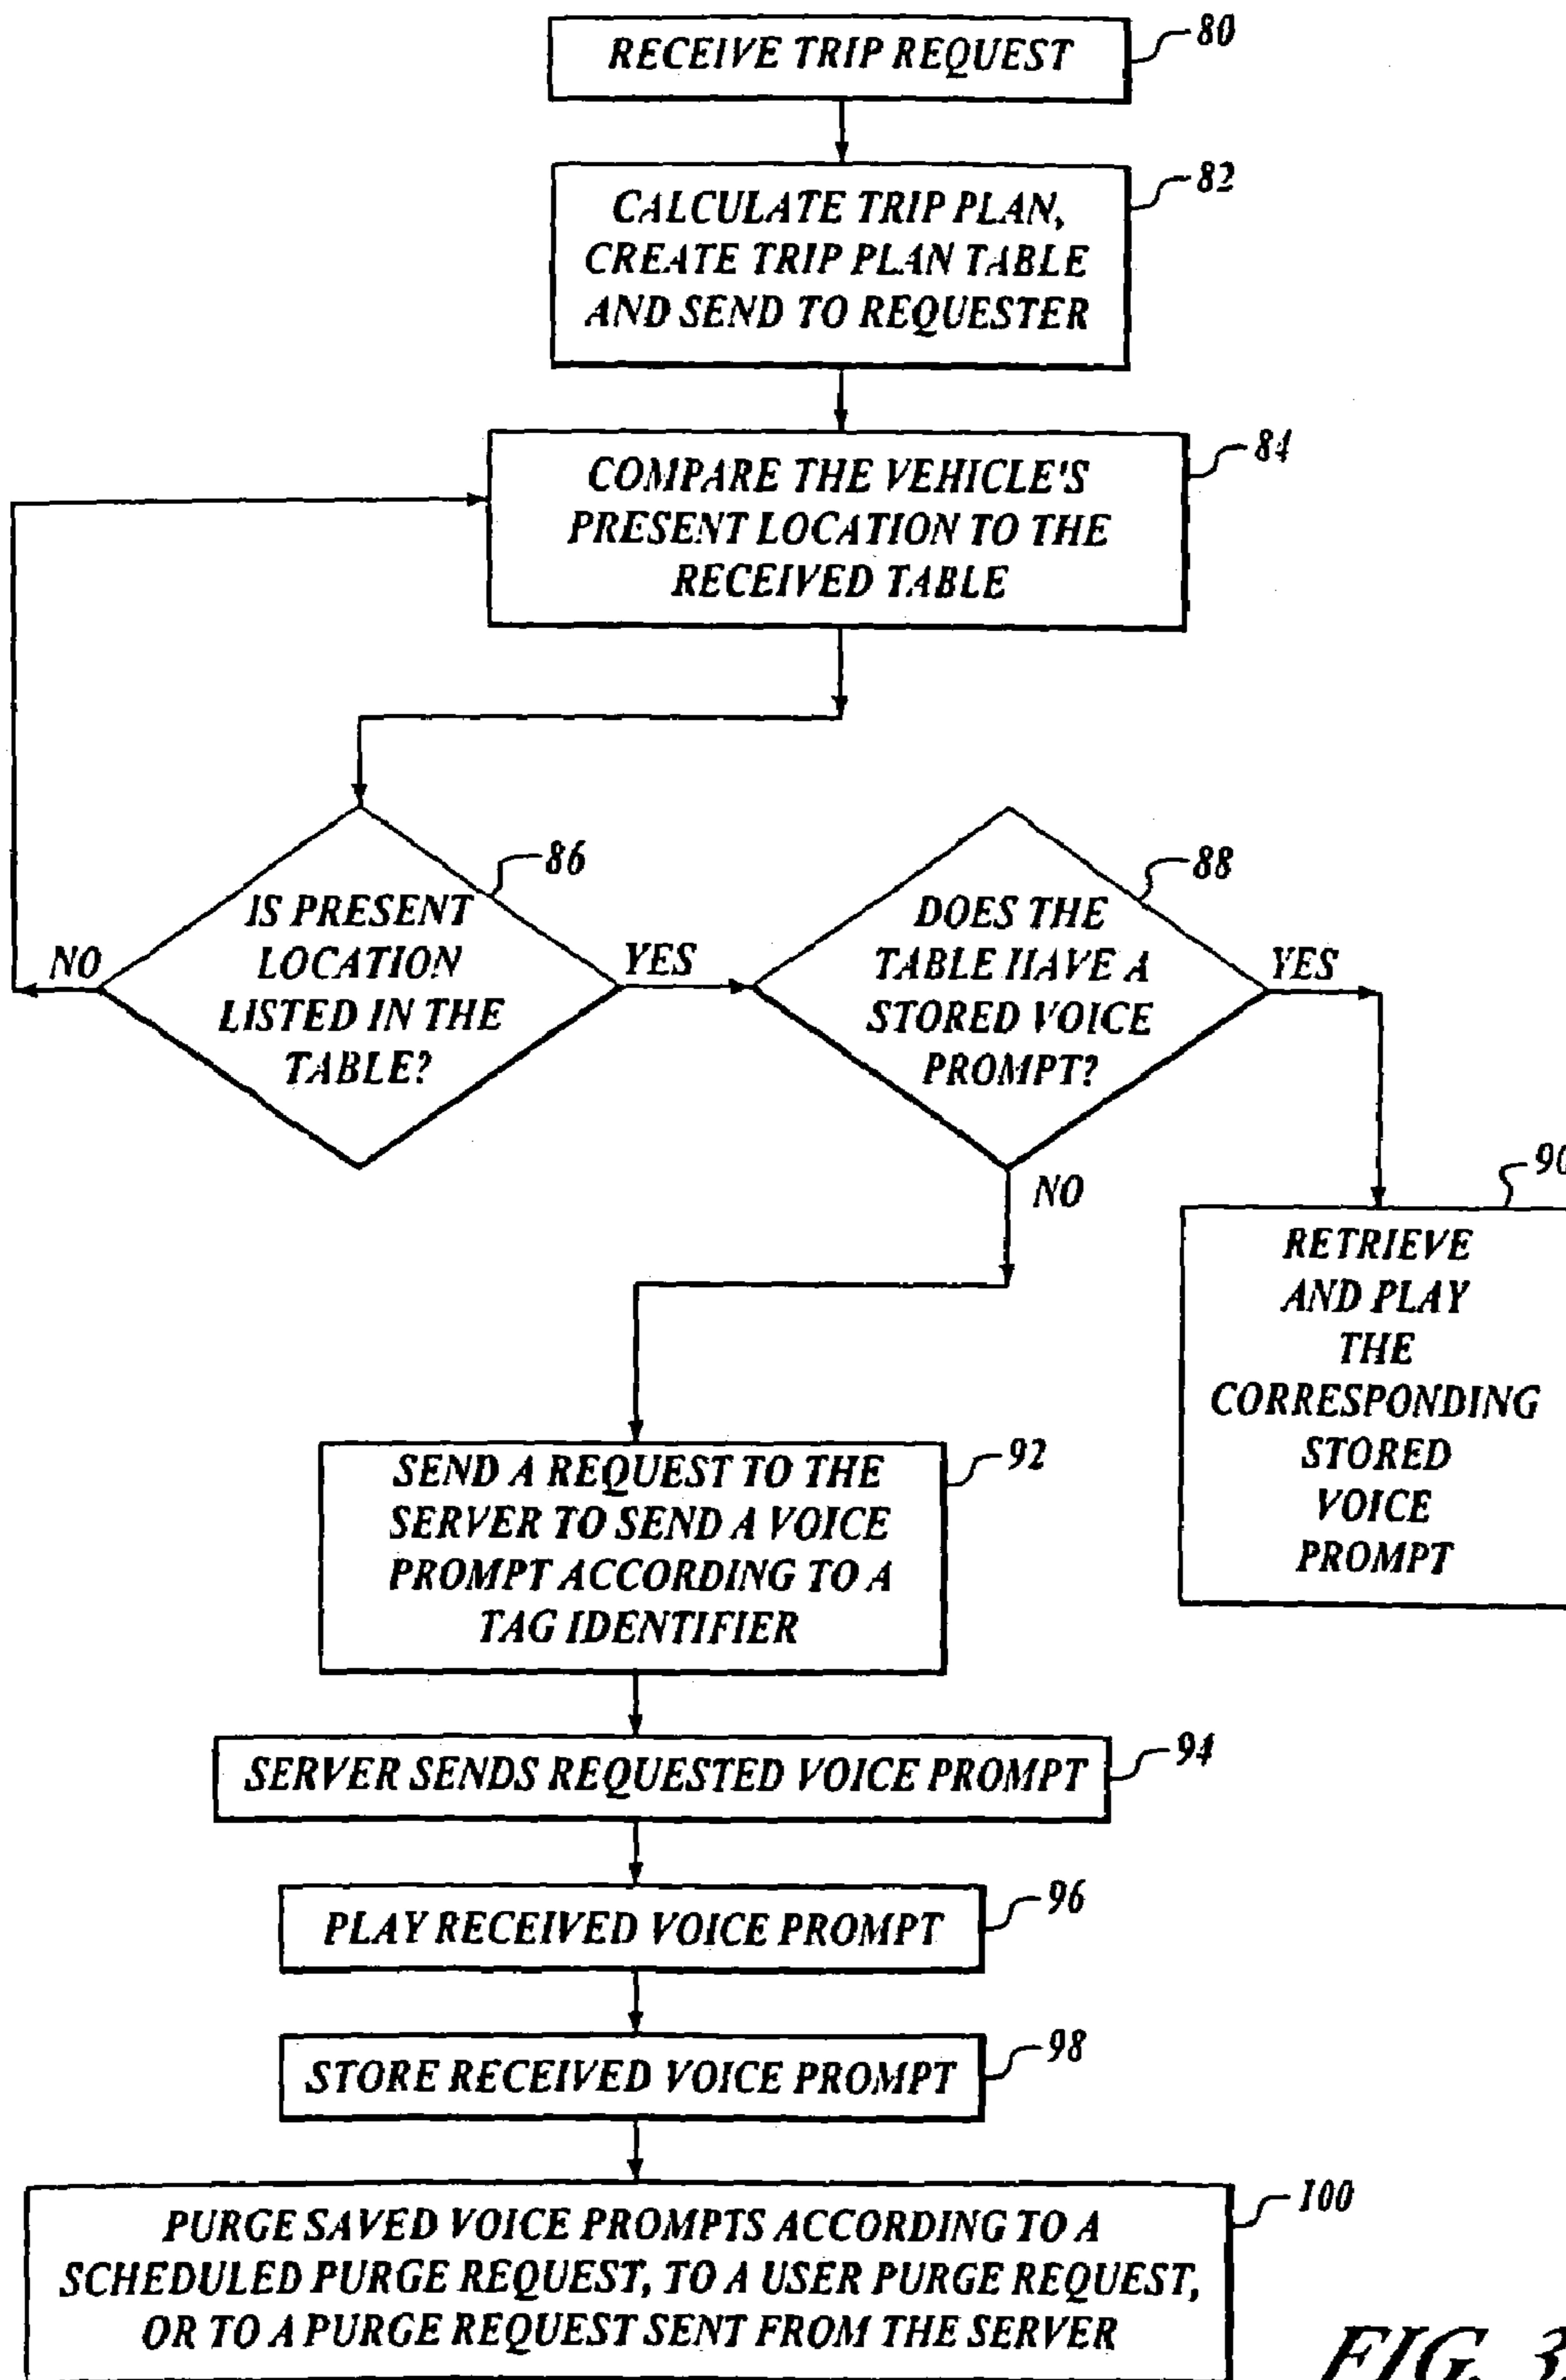 RECEIVE TRIP REQUEST
80
CALCULATE TRIP PLAN,
CREATE TRIP PLAN TABLE
AND SEND TO REQUESTER
82
COMPARE THE VEHICLE'S
PRESENT LOCATION TO THE
RECEIVED TABLE
84
IS PRESENT
LOCATION
LISTED IN THE
TABLE?
86
NO
YES
DOES THE
TABLE HAVE A
STORED VOICE
PROMPT?
88
YES
NO
90
RETRIEVE
AND PLAY
THE
CORRESPONDING
STORED
VOICE
PROMPT
SEND A REQUEST TO THE
SERVER TO SEND A VOICE
PROMPT ACCORDING TO A
TAG IDENTIFIER
92
SERVER SENDS REQUESTED VOICE PROMPT
94
PLAY RECEIVED VOICE PROMPT
96
STORE RECEIVED VOICE PROMPT
98
PURGE SAVED VOICE PROMPTS ACCORDING TO A
SCHEDULED PURGE REQUEST, TO A USER PURGE REQUEST,
OR TO A PURGE REQUEST SENT FROM THE SERVER
100
FIG. 3